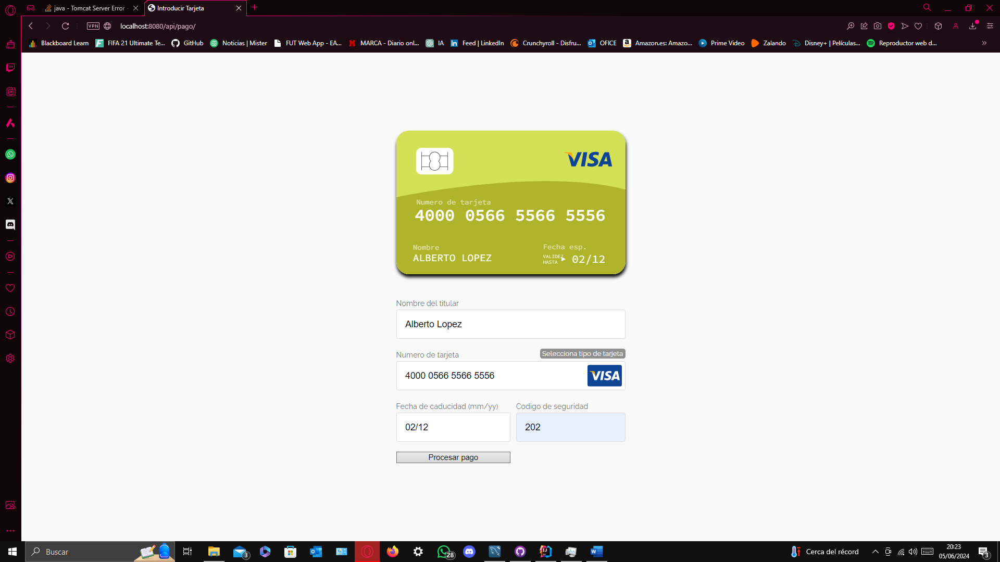 java - Tomcat Server Error -
Introducir Tarjeta
VPN
localhost:8080/api/pago/
Blackboard Learn
FIFA 21 Ultimate Te...
GitHub
Noticias | Mister
FUT Web App - EA...
MARCA - Diario onl...
IA
Feed | LinkedIn
Crunchyroll - Disfru...
OFICE
Amazon.es: Amazo...
Prime Video
Zalando
Disney+ | Películas...
Reproductor web d...
VISA
Numero de tarjeta
4000 0566 5566 5556
Nombre
ALBERTO LOPEZ
Fecha esp.
VALIDEZ
HASTA
02/12
Nombre del titular
Alberto Lopez
Numero de tarjeta
Selecciona tipo de tarjeta
4000 0566 5566 5556
VISA
Fecha de caducidad (mm/yy)
Codigo de seguridad
02/12
202
Procesar pago
Buscar
3
28
Cerca del récord
20:23
05/06/2024
3